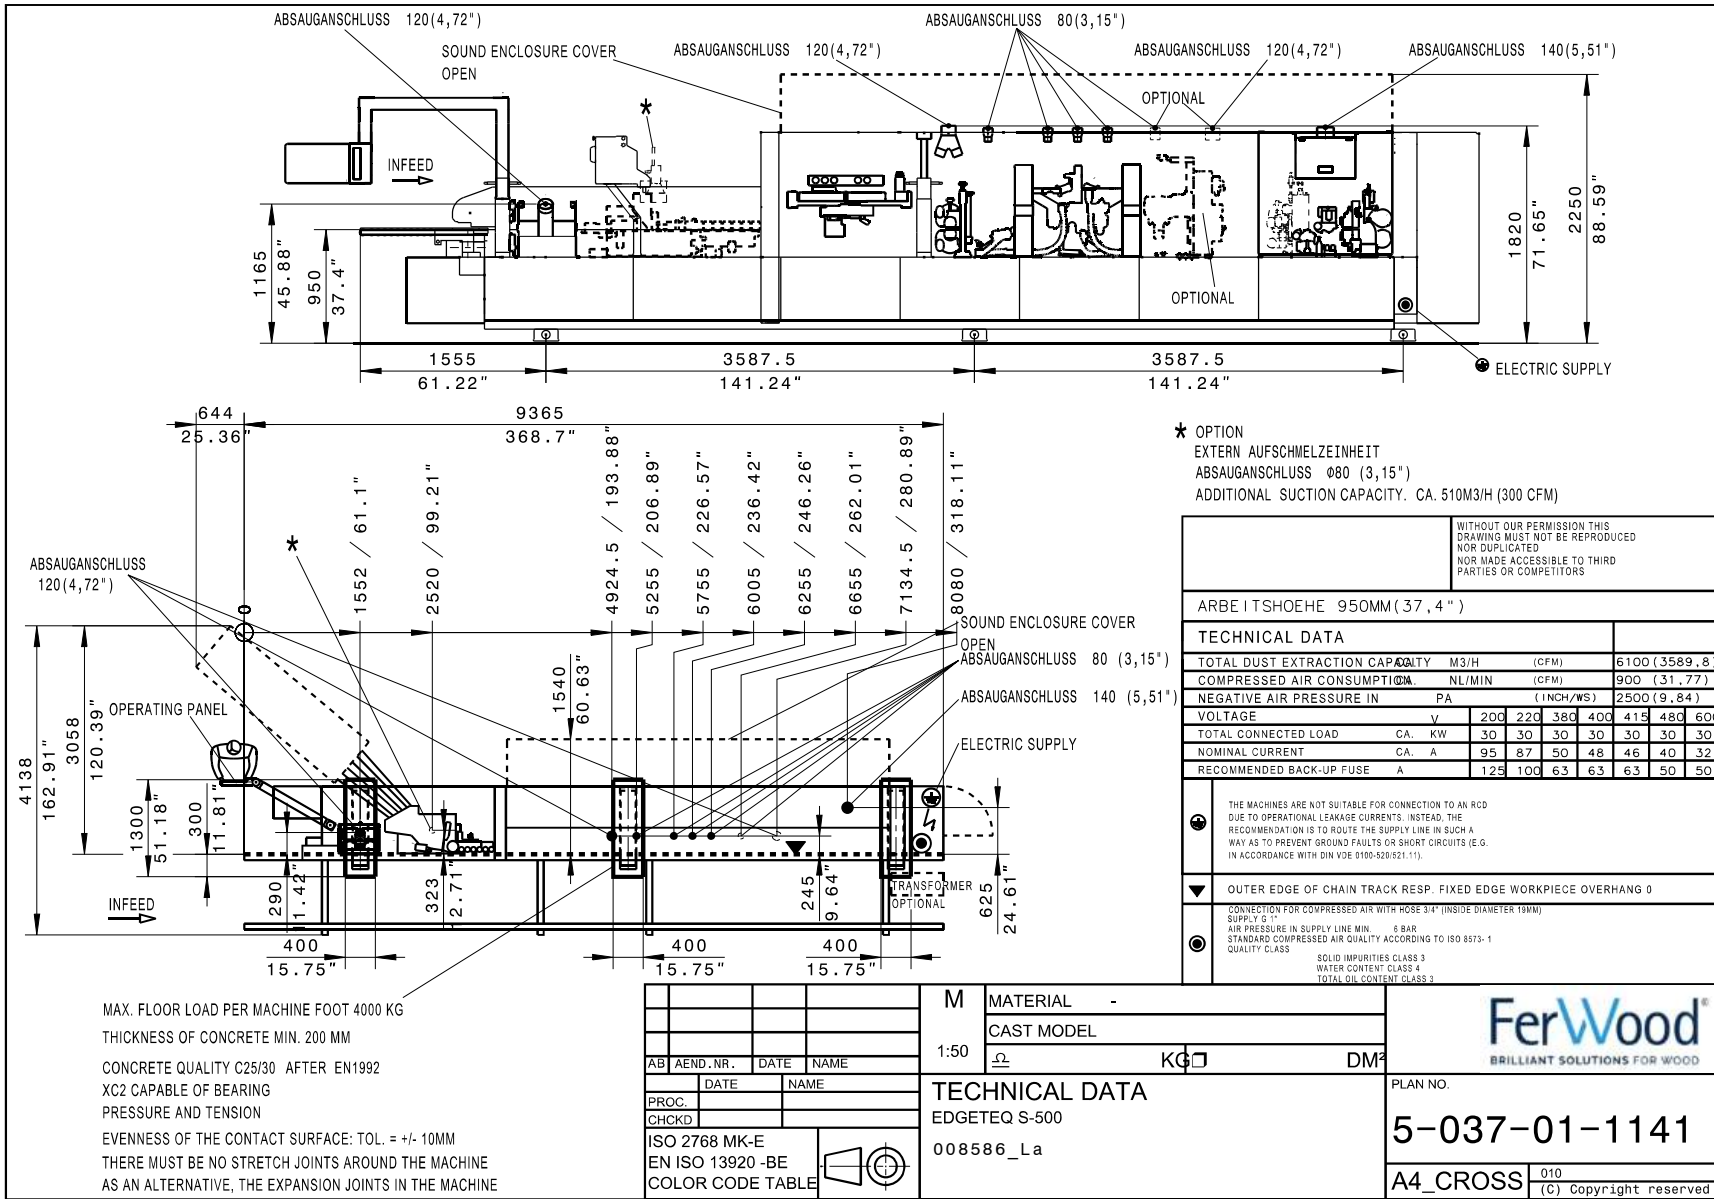 ABSAUGANSCHLUSS 120(4,72")
ABSAUGANSCHLUSS 80(3,15")
SOUND ENCLOSURE COVER
OPEN
ABSAUGANSCHLUSS 120(4,72")
ABSAUGANSCHLUSS 120(4,72")
ABSAUGANSCHLUSS 140(5,51")
OPTIONAL
*
INFEED
1165
45.88"
950
37.4"
OPTIONAL
1820
71.65"
2250
88.59"
1555
61.22"
3587.5
141.24"
3587.5
141.24"
ELECTRIC SUPPLY
644
25.36"
9365
368.7"
1552 / 61.1"
2520 / 99.21"
4924.5 / 193.88"
5255 / 206.89"
5755 / 226.57"
6005 / 236.42"
6255 / 246.26"
6655 / 262.01"
7134.5 / 280.89"
8080 / 318.11"
* OPTION
EXTERN AUFSCHMELZEINHEIT
ABSAUGANSCHLUSS Φ80 (3,15")
ADDITIONAL SUCTION CAPACITY. CA. 510M3/H (300 CFM)
*
ABSAUGANSCHLUSS
120(4,72")
0
SOUND ENCLOSURE COVER
OPEN
ABSAUGANSCHLUSS 80 (3,15")
ABSAUGANSCHLUSS 140 (5,51")
ELECTRIC SUPPLY
OPERATING PANEL
4138
162.91"
3058
120.39"
1540
60.63"
1300
51.18"
300
11.81"
290
11.42"
323
12.71"
245
9.64"
625
24.61"
TRANSFORMER
OPTIONAL
INFEED
400
15.75"
400
15.75"
400
15.75"
WITHOUT OUR PERMISSION THIS
DRAWING MUST NOT BE REPRODUCED
NOR DUPLICATED
NOR MADE ACCESSIBLE TO THIRD
PARTIES OR COMPETITORS
ARBEITSHOEHE 950MM(37,4")
TECHNICAL DATA
TOTAL DUST EXTRACTION CAPACITY M3/H (CFM) 6100(3589,8)
COMPRESSED AIR CONSUMPTION NL/MIN (CFM) 900 (31,77)
NEGATIVE AIR PRESSURE IN PA (INCH/WS) 2500(9,84)
VOLTAGE V 200 220 380 400 415 480 600
TOTAL CONNECTED LOAD CA. KW 30 30 30 30 30 30 30
NOMINAL CURRENT CA. A 95 87 50 48 46 40 32
RECOMMENDED BACK-UP FUSE A 125 100 63 63 63 50 50
THE MACHINES ARE NOT SUITABLE FOR CONNECTION TO AN RCD
DUE TO OPERATIONAL LEAKAGE CURRENTS. INSTEAD, THE
RECOMMENDATION IS TO ROUTE THE SUPPLY LINE IN SUCH A
WAY AS TO PREVENT GROUND FAULTS OR SHORT CIRCUITS (E.G.
IN ACCORDANCE WITH DIN VDE 0100-520/521.11).
OUTER EDGE OF CHAIN TRACK RESP. FIXED EDGE WORKPIECE OVERHANG 0
CONNECTION FOR COMPRESSED AIR WITH HOSE 3/4" (INSIDE DIAMETER 19MM)
SUPPLY G 1"
AIR PRESSURE IN SUPPLY LINE MIN. 6 BAR
STANDARD COMPRESSED AIR QUALITY ACCORDING TO ISO 8573- 1
QUALITY CLASS
SOLID IMPURITIES CLASS 3
WATER CONTENT CLASS 4
TOTAL OIL CONTENT CLASS 3
MAX. FLOOR LOAD PER MACHINE FOOT 4000 KG
THICKNESS OF CONCRETE MIN. 200 MM
CONCRETE QUALITY C25/30 AFTER EN1992
XC2 CAPABLE OF BEARING
PRESSURE AND TENSION
EVENNESS OF THE CONTACT SURFACE: TOL. = +/- 10MM
THERE MUST BE NO STRETCH JOINTS AROUND THE MACHINE
AS AN ALTERNATIVE, THE EXPANSION JOINTS IN THE MACHINE
AB AEND.NR. DATE NAME
DATE NAME
PROC.
CHCKD
ISO 2768 MK-E
EN ISO 13920 -BE
COLOR CODE TABLE
M
1:50
MATERIAL -
CAST MODEL
KG DM²
TECHNICAL DATA
EDGETEQ S-500
008586_La
FerWood®
BRILLIANT SOLUTIONS FOR WOOD
PLAN NO.
5-037-01-1141
A4_CROSS
010
(C) Copyright reserved